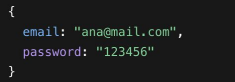 {
email: "ana@mail.com",
password: "123456"
}